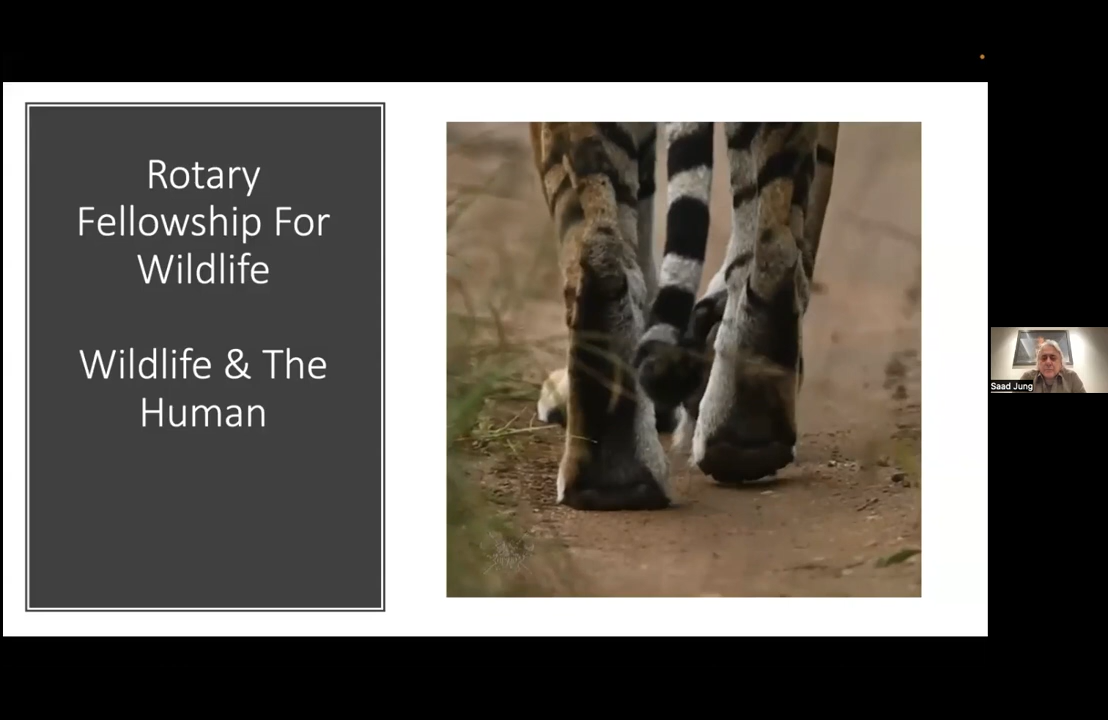 Rotary
Fellowship For
Wildlife
Wildlife & The
Human
Saad Jung